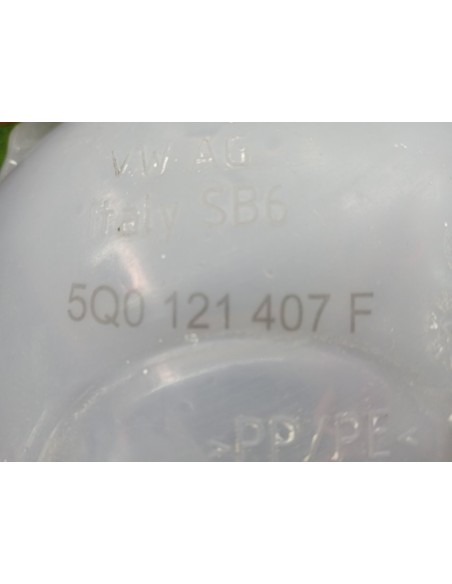 VW AG
Italy SB6
5Q0 121 407 F
>PP/PE<